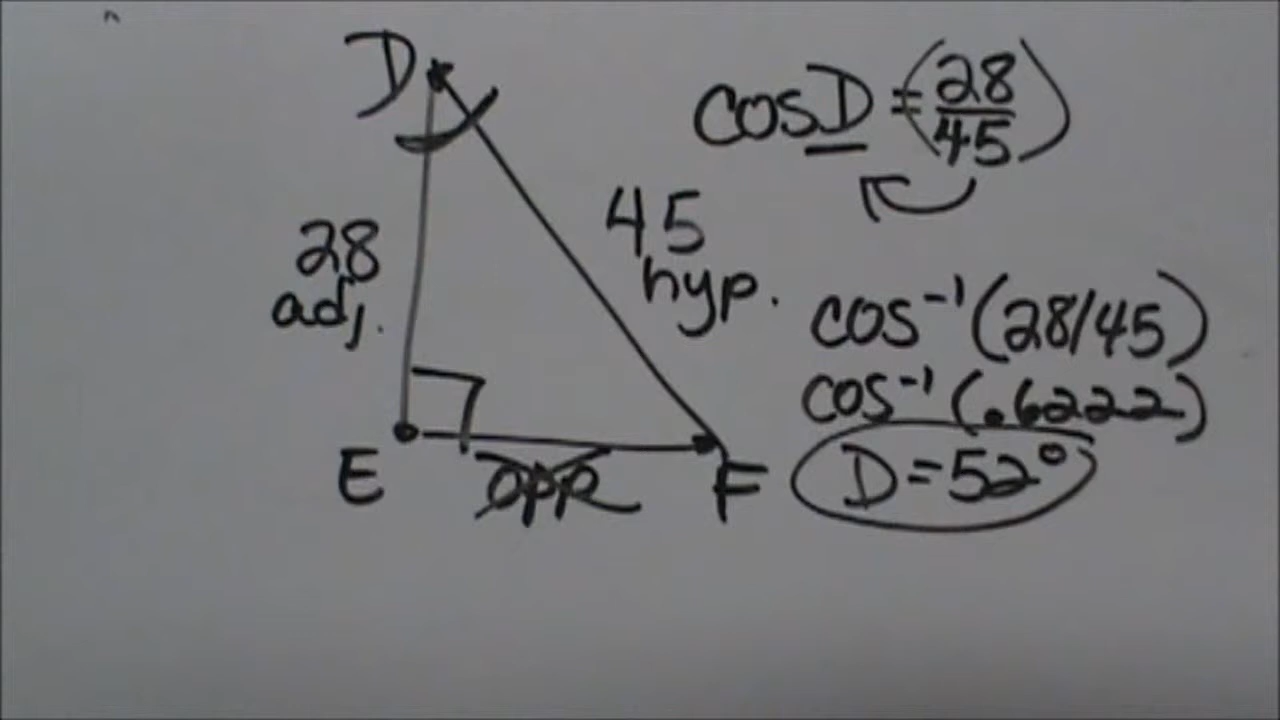 D
cos D = (28/45)
28
adj.
45
hyp.
cos⁻¹(28/45)
cos⁻¹(.6222)
D = 52°
E
opp.
F